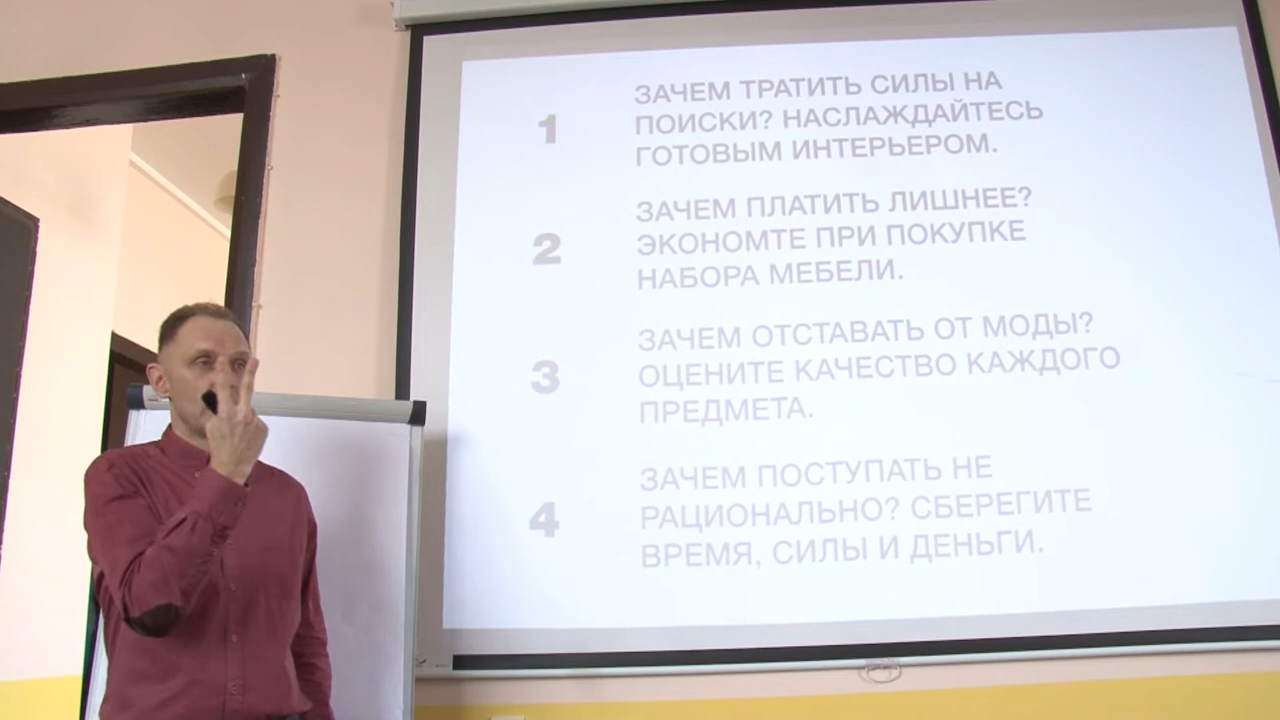 1
ЗАЧЕМ ТРАТИТЬ СИЛЫ НА
ПОИСКИ? НАСЛАЖДАЙТЕСЬ
ГОТОВЫМ ИНТЕРЬЕРОМ.
2
ЗАЧЕМ ПЛАТИТЬ ЛИШНЕЕ?
ЭКОНОМТЕ ПРИ ПОКУПКЕ
НАБОРА МЕБЕЛИ.
3
ЗАЧЕМ ОТСТАВАТЬ ОТ МОДЫ?
ОЦЕНИТЕ КАЧЕСТВО КАЖДОГО
ПРЕДМЕТА.
4
ЗАЧЕМ ПОСТУПАТЬ НЕ
РАЦИОНАЛЬНО? СБЕРЕГИТЕ
ВРЕМЯ, СИЛЫ И ДЕНЬГИ.